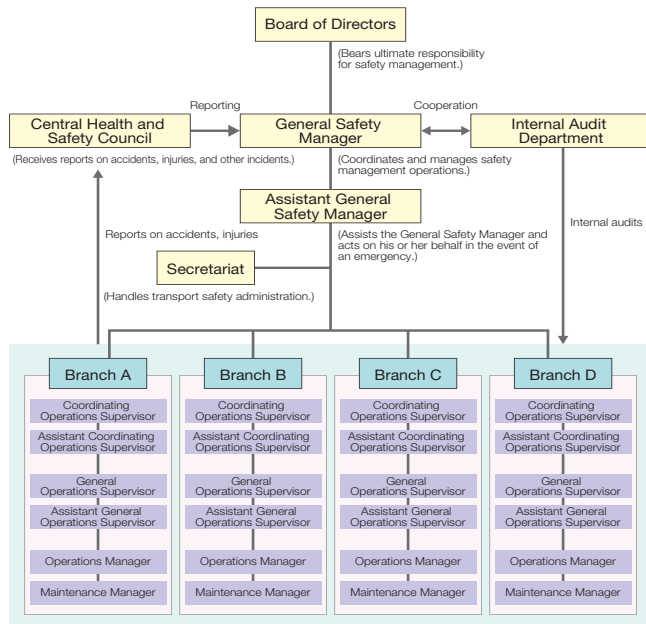 Board of Directors
(Bears ultimate responsibility
for safety management.)
Reporting
Cooperation
Central Health and
Safety Council
General Safety
Manager
Internal Audit
Department
(Receives reports on accidents, injuries, and other incidents.)
(Coordinates and manages safety
management operations.)
Assistant General
Safety Manager
Reports on accidents, injuries
(Assists the General Safety Manager and
acts on his or her behalf in the event of
an emergency.)
Internal audits
Secretariat
(Handles transport safety administration.)
Branch A
Coordinating
Operations Supervisor
Assistant Coordinating
Operations Supervisor
General
Operations Supervisor
Assistant General
Operations Supervisor
Operations Manager
Maintenance Manager
Branch B
Coordinating
Operations Supervisor
Assistant Coordinating
Operations Supervisor
General
Operations Supervisor
Assistant General
Operations Supervisor
Operations Manager
Maintenance Manager
Branch C
Coordinating
Operations Supervisor
Assistant Coordinating
Operations Supervisor
General
Operations Supervisor
Assistant General
Operations Supervisor
Operations Manager
Maintenance Manager
Branch D
Coordinating
Operations Supervisor
Assistant Coordinating
Operations Supervisor
General
Operations Supervisor
Assistant General
Operations Supervisor
Operations Manager
Maintenance Manager